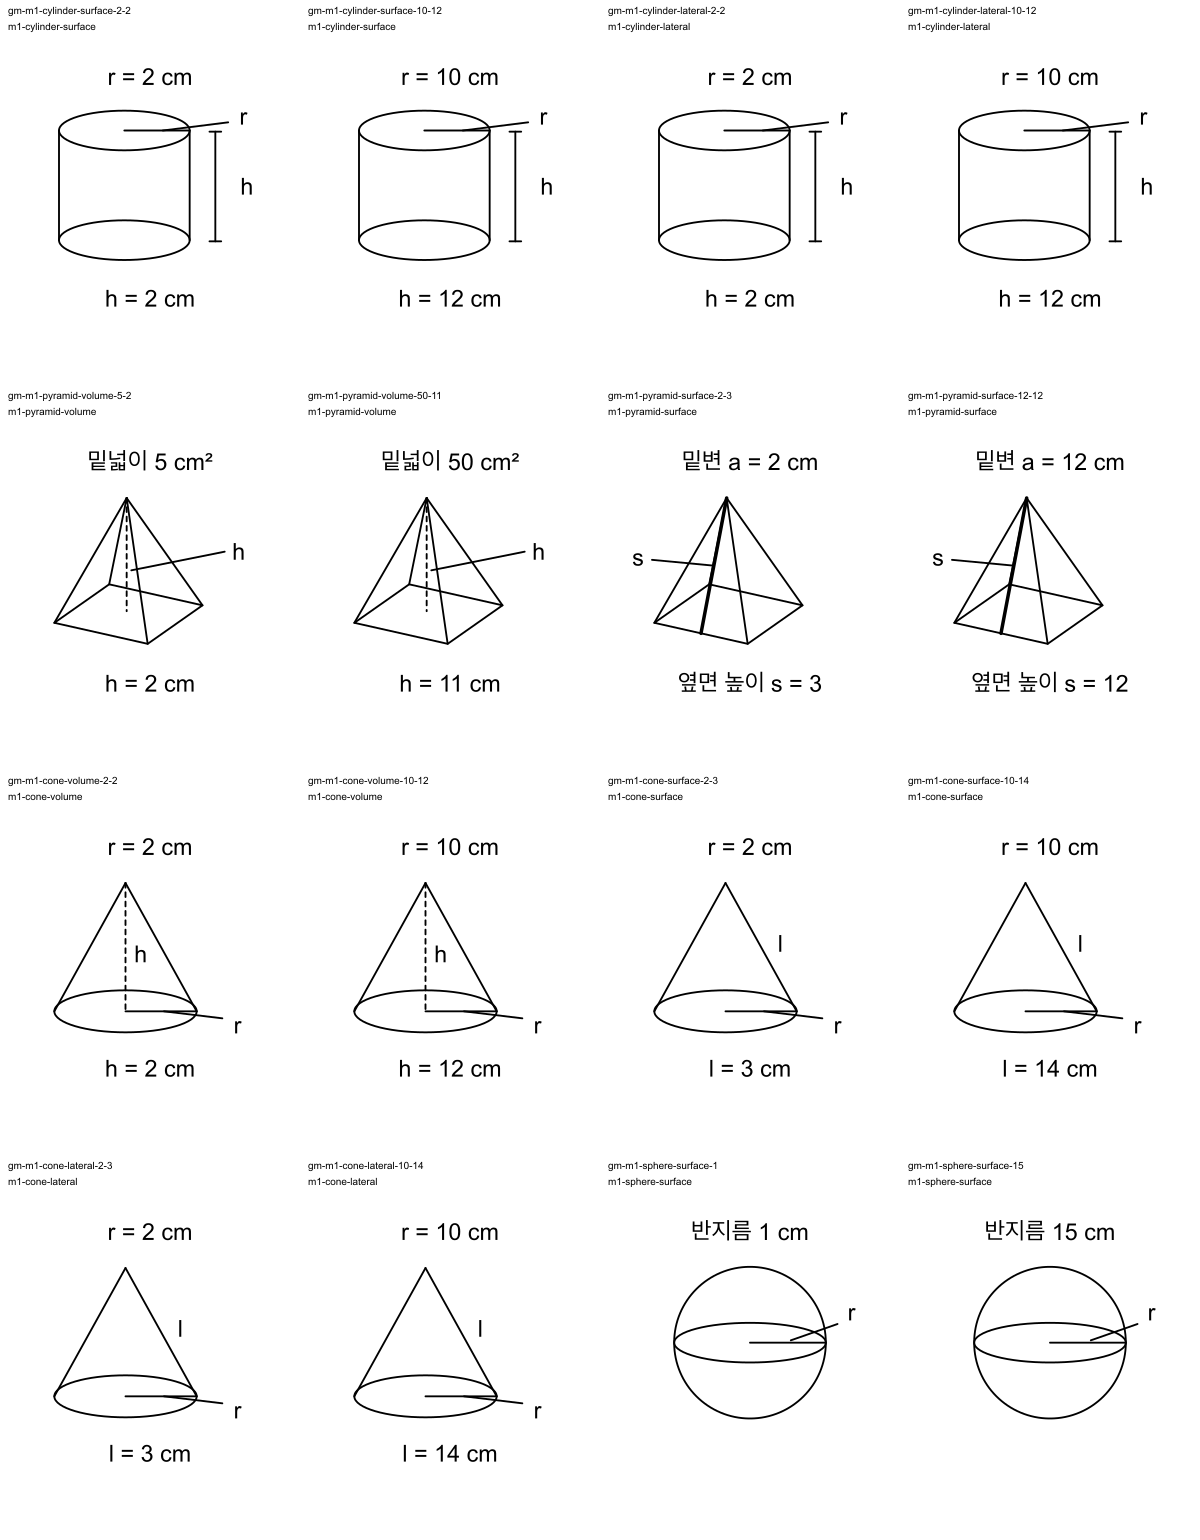 gm-m1-cylinder-surface-2-2
m1-cylinder-surface
r = 2 cm
r
h
h = 2 cm
gm-m1-cylinder-surface-10-12
m1-cylinder-surface
r = 10 cm
r
h
h = 12 cm
gm-m1-cylinder-lateral-2-2
m1-cylinder-lateral
r = 2 cm
r
h
h = 2 cm
gm-m1-cylinder-lateral-10-12
m1-cylinder-lateral
r = 10 cm
r
h
h = 12 cm
gm-m1-pyramid-volume-5-2
m1-pyramid-volume
밑넓이 5 cm²
h
h = 2 cm
gm-m1-pyramid-volume-50-11
m1-pyramid-volume
밑넓이 50 cm²
h
h = 11 cm
gm-m1-pyramid-surface-2-3
m1-pyramid-surface
밑변 a = 2 cm
s
옆면 높이 s = 3
gm-m1-pyramid-surface-12-12
m1-pyramid-surface
밑변 a = 12 cm
s
옆면 높이 s = 12
gm-m1-cone-volume-2-2
m1-cone-volume
r = 2 cm
h
r
h = 2 cm
gm-m1-cone-volume-10-12
m1-cone-volume
r = 10 cm
h
r
h = 12 cm
gm-m1-cone-surface-2-3
m1-cone-surface
r = 2 cm
l
r
l = 3 cm
gm-m1-cone-surface-10-14
m1-cone-surface
r = 10 cm
l
r
l = 14 cm
gm-m1-cone-lateral-2-3
m1-cone-lateral
r = 2 cm
l
r
l = 3 cm
gm-m1-cone-lateral-10-14
m1-cone-lateral
r = 10 cm
l
r
l = 14 cm
gm-m1-sphere-surface-1
m1-sphere-surface
반지름 1 cm
r
gm-m1-sphere-surface-15
m1-sphere-surface
반지름 15 cm
r